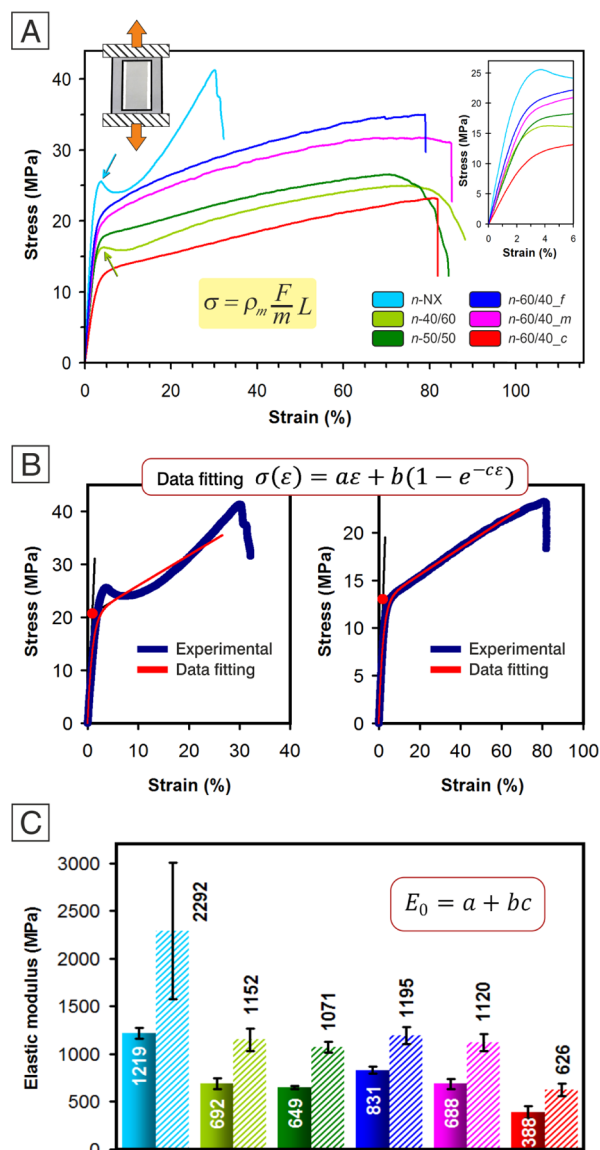 A
Stress (MPa)
40
30
20
10
0
0
20
40
60
80
100
Strain (%)
σ = ρm F/m L
n-NX
n-60/40_f
n-40/60
n-60/40_m
n-50/50
n-60/40_c
Stress (MPa)
25
20
15
10
5
0
0
2
4
6
Strain (%)
B
Data fitting σ(ε) = aε + b(1 − e^−cε)
Stress (MPa)
40
30
20
10
0
0
10
20
30
40
Strain (%)
Experimental
Data fitting
Stress (MPa)
20
15
10
5
0
0
20
40
60
80
100
Strain (%)
Experimental
Data fitting
C
Elastic modulus (MPa)
3000
2500
2000
1500
1000
500
0
E0 = a + bc
1219
2292
692
1152
649
1071
831
1195
688
1120
388
626